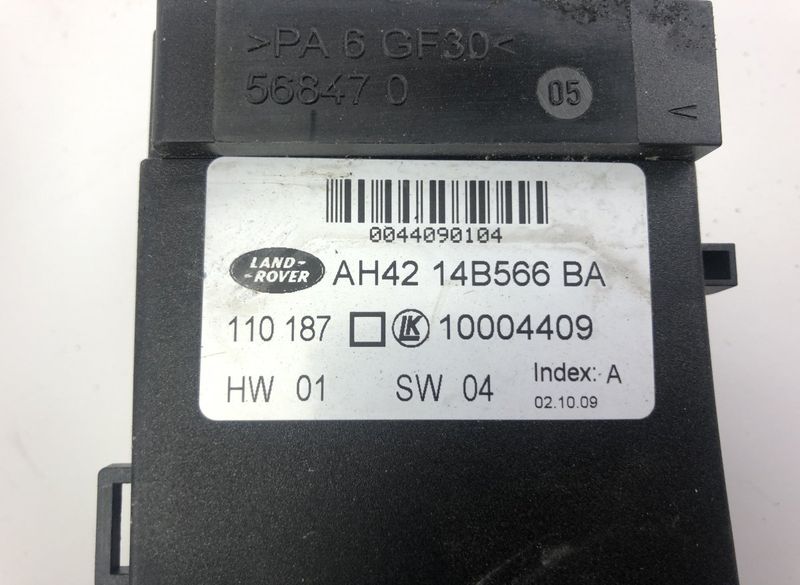 >PA 6 GF30<
56847 0 05
0044090104
LAND-
-ROVER
AH42 14B566 BA
110 187 LK 10004409
HW 01 SW 04 Index: A
02.10.09